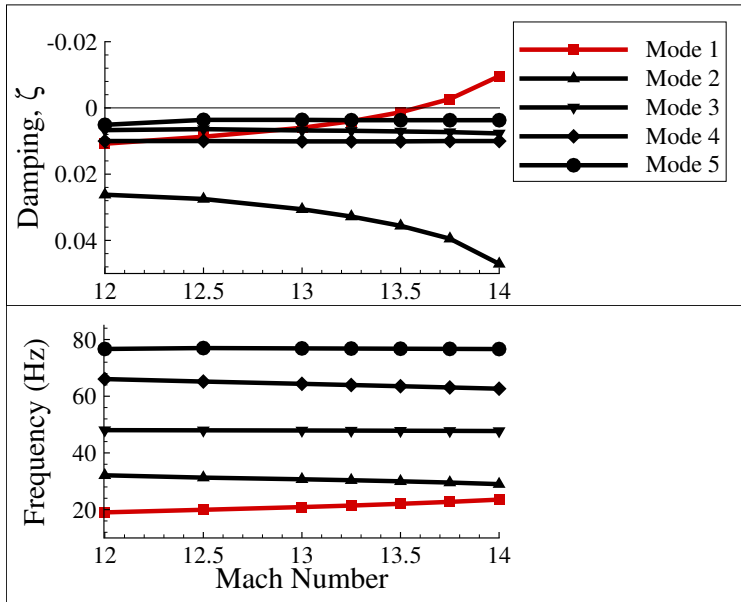 -0.02
0
0.02
0.04
Damping, ζ
12 12.5 13 13.5 14
Mode 1
Mode 2
Mode 3
Mode 4
Mode 5
80
60
40
20
Frequency (Hz)
12 12.5 13 13.5 14
Mach Number